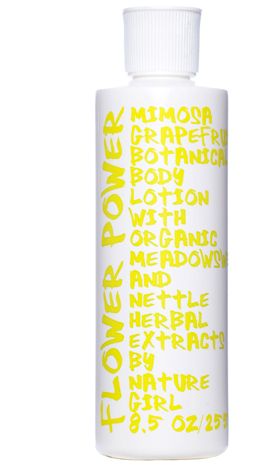 FLOWER POWER
MIMOSA
GRAPEFRU
BOTANICA
BODY
LOTION
WITH
ORGANIC
MEADOWSW
AND
NETTLE
HERBAL
EXTRACTS
BY
NATURE
GIRL
8.5 OZ/25